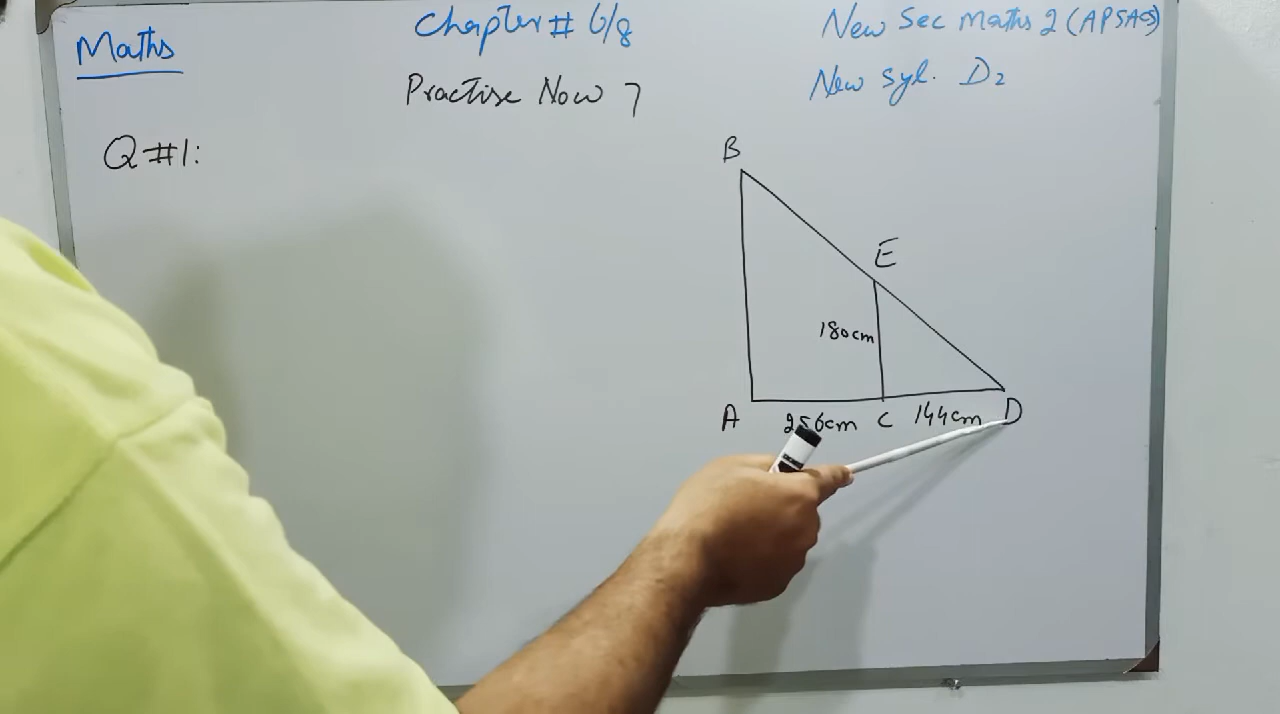 Maths
Chapter # 6/8
New Sec Maths 2 (APSACS)
Practise Now 7
New Syl. D2
Q #1:
B
E
180cm
A
256cm
C
144cm
D